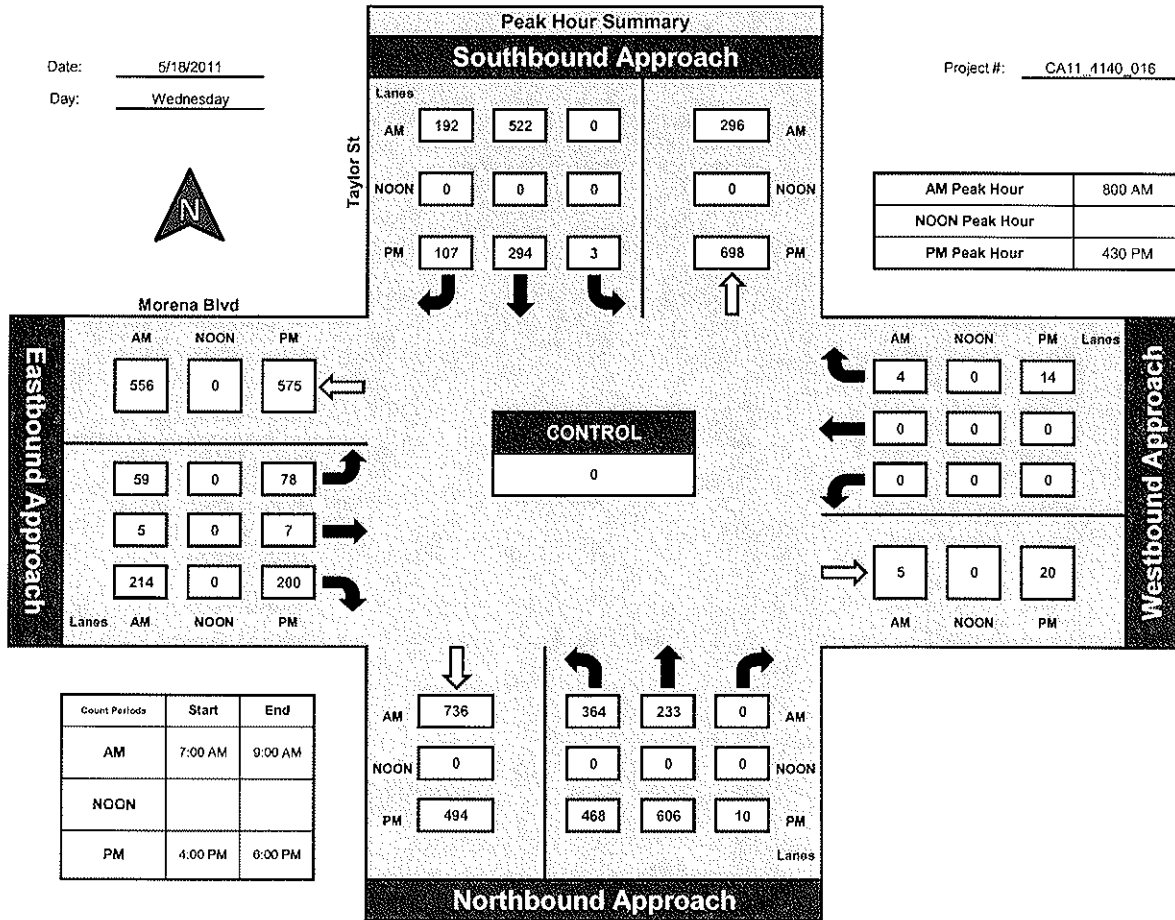 Peak Hour Summary
Southbound Approach
Date: 5/18/2011
Day: Wednesday
Project #: CA11_4140_016
Lanes
Taylor St
AM 192 522 0 296 AM
NOON 0 0 0 0 NOON
PM 107 294 3 698 PM
N
AM Peak Hour 800 AM
NOON Peak Hour
PM Peak Hour 430 PM
Morena Blvd
Eastbound Approach
AM NOON PM
556 0 575
59 0 78
5 0 7
214 0 200
Lanes AM NOON PM
CONTROL
0
AM NOON PM Lanes
4 0 14
0 0 0
0 0 0
5 0 20
AM NOON PM
Westbound Approach
Count Periods Start End
AM 7:00 AM 9:00 AM
NOON
PM 4:00 PM 6:00 PM
AM 736 364 233 0 AM
NOON 0 0 0 0 NOON
PM 494 468 606 10 PM
Lanes
Northbound Approach